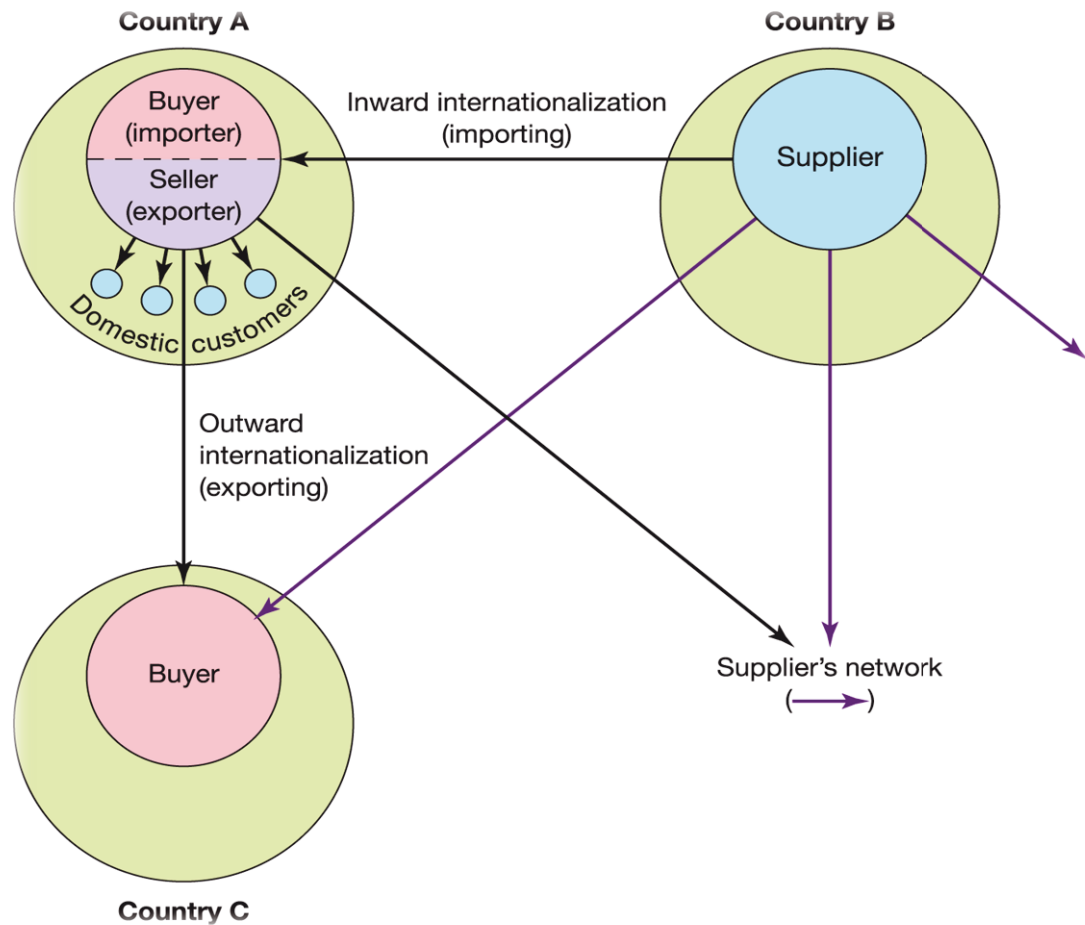 Country A
Country B
Buyer
(importer)
Seller
(exporter)
Domestic customers
Inward internationalization
(importing)
Supplier
Outward
internationalization
(exporting)
Buyer
Supplier's network
(⟶)
Country C